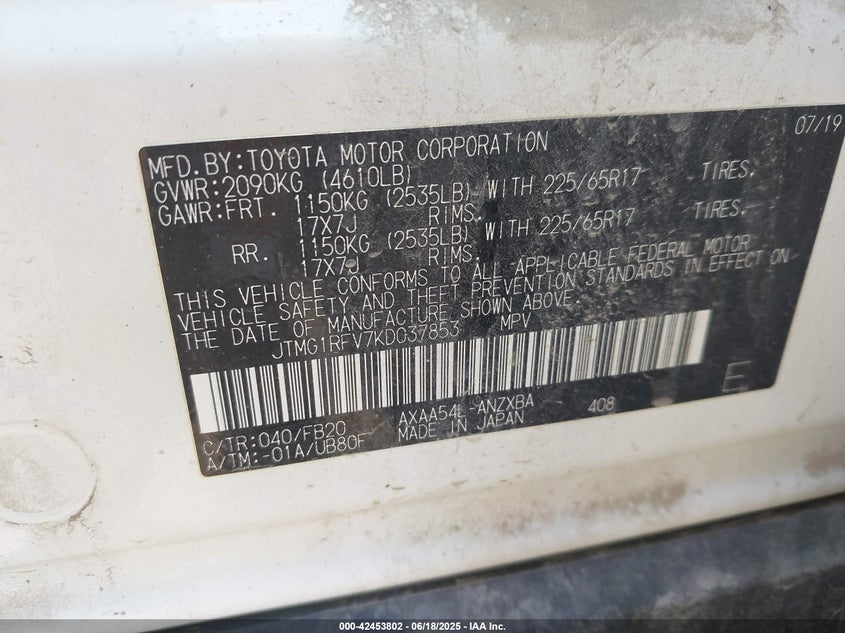 07/19
MFD.BY:TOYOTA MOTOR CORPORATION
GVWR:2090KG (4610LB)
GAWR:FRT. 1150KG (2535LB) WITH 225/65R17 TIRES,
17X7J RIMS,
RR. 1150KG (2535LB) WITH 225/65R17 TIRES,
17X7J RIMS,
THIS VEHICLE CONFORMS TO ALL APPLICABLE FEDERAL MOTOR
VEHICLE SAFETY AND THEFT PREVENTION STANDARDS IN EFFECT ON
THE DATE OF MANUFACTURE SHOWN ABOVE.
JTMG1RFV7KD037853 MPV
E
C/TR:040/FB20 AXAA54L-ANZXBA 408
A/TM:-01A/UB80F MADE IN JAPAN
000-42453802 - 06/18/2025 - IAA Inc.